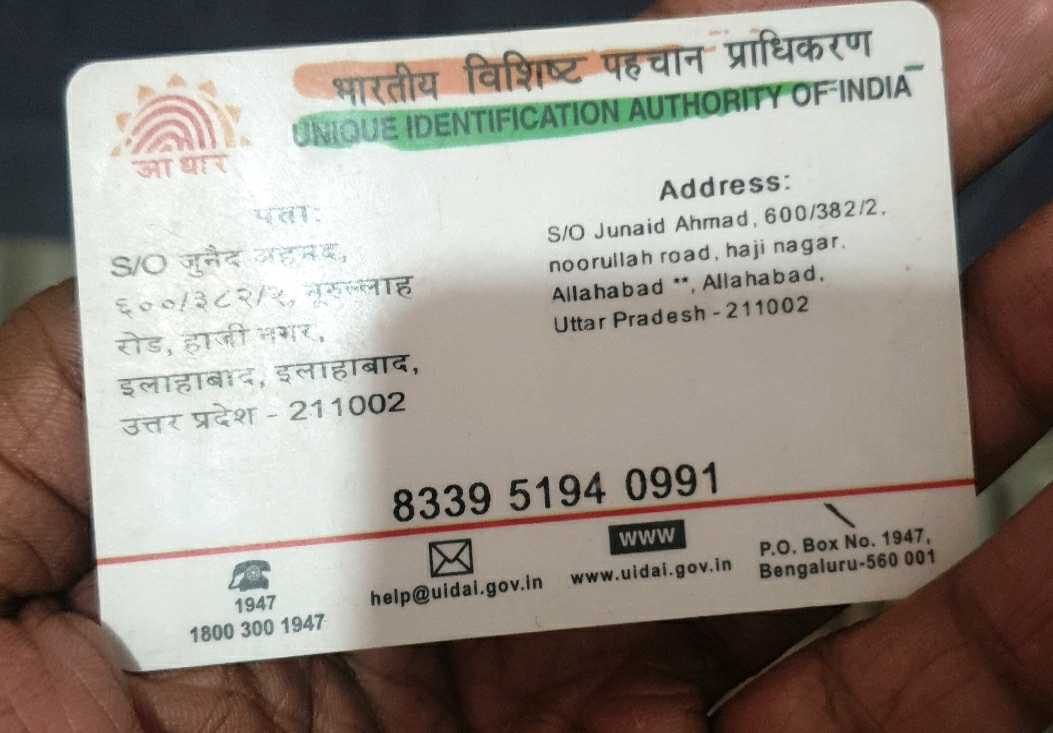 भारतीय विशिष्ट पहचान प्राधिकरण
UNIQUE IDENTIFICATION AUTHORITY OF INDIA
आधार
पता:
S/O जुनैद अहमद,
६००/३८२/२, नूरुल्लाह
रोड, हाजी नगर,
इलाहाबाद, इलाहाबाद,
उत्तर प्रदेश - 211002
Address:
S/O Junaid Ahmad, 600/382/2,
noorullah road, haji nagar,
Allahabad **, Allahabad,
Uttar Pradesh - 211002
8339 5194 0991
1947
1800 300 1947
help@uidai.gov.in
WWW
www.uidai.gov.in
P.O. Box No. 1947,
Bengaluru-560 001